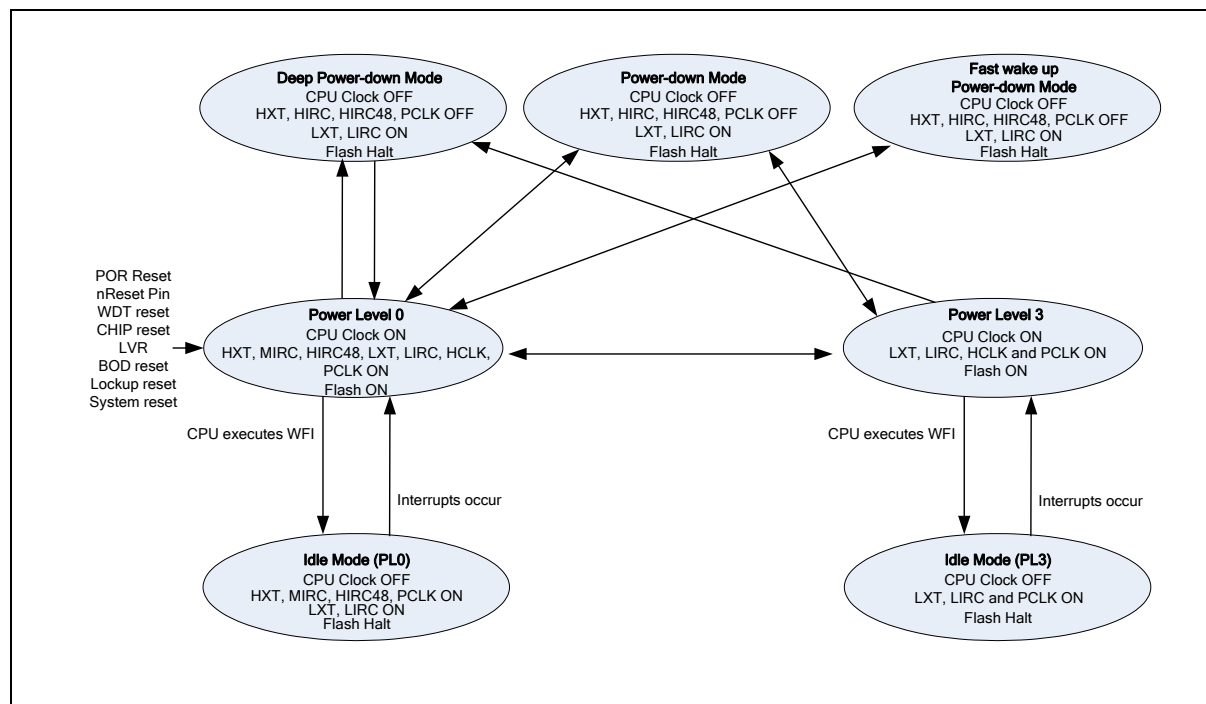 Deep Power-down Mode
CPU Clock OFF
HXT, HIRC, HIRC48, PCLK OFF
LXT, LIRC ON
Flash Halt
Power-down Mode
CPU Clock OFF
HXT, HIRC, HIRC48, PCLK OFF
LXT, LIRC ON
Flash Halt
Fast wake up
Power-down Mode
CPU Clock OFF
HXT, HIRC, HIRC48, PCLK OFF
LXT, LIRC ON
Flash Halt
POR Reset
nReset Pin
WDT reset
CHIP reset
LVR
BOD reset
Lockup reset
System reset
Power Level 0
CPU Clock ON
HXT, MIRC, HIRC48, LXT, LIRC, HCLK,
PCLK ON
Flash ON
Power Level 3
CPU Clock ON
LXT, LIRC, HCLK and PCLK ON
Flash ON
CPU executes WFI
Interrupts occur
CPU executes WFI
Interrupts occur
Idle Mode (PL0)
CPU Clock OFF
HXT, MIRC, HIRC48, PCLK ON
LXT, LIRC ON
Flash Halt
Idle Mode (PL3)
CPU Clock OFF
LXT, LIRC and PCLK ON
Flash Halt